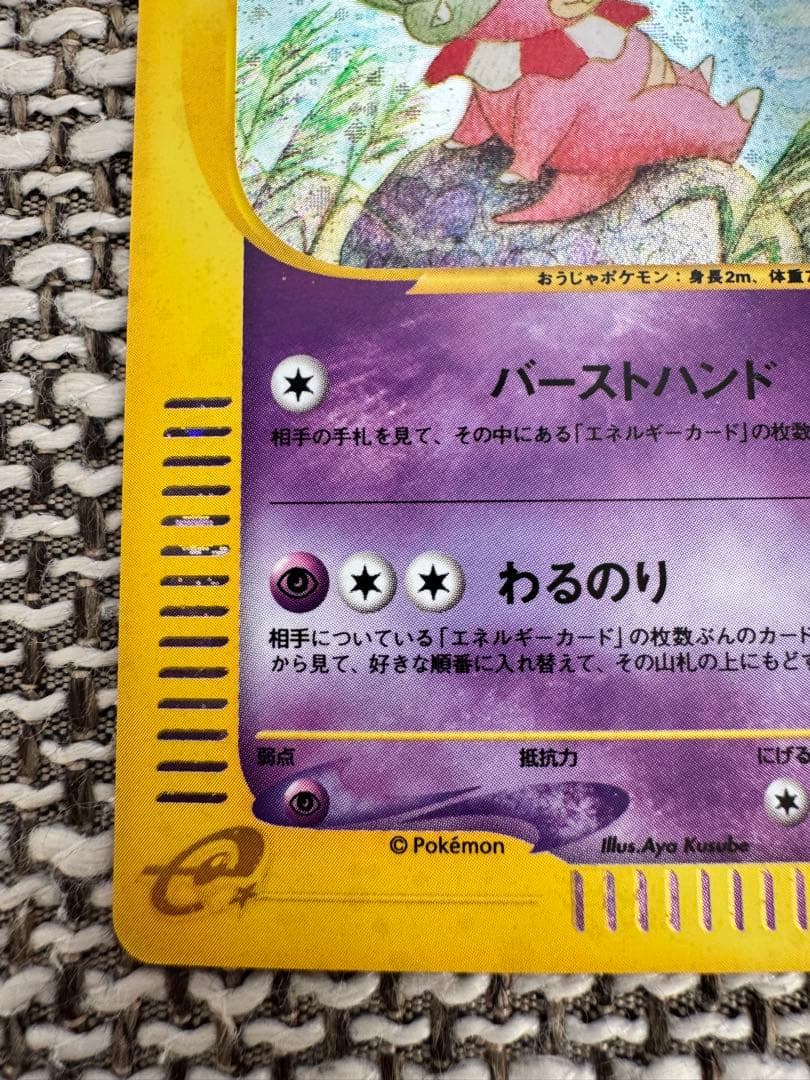 おうじゃポケモン：身長2m、体重
バーストハンド
相手の手札を見て、その中にある「エネルギーカード」の枚数
わるのり
相手についている「エネルギーカード」の枚数ぶんのカード
から見て、好きな順番に入れ替えて、その山札の上にもどす
弱点 抵抗力 にげる
© Pokémon Illus.Aya Kusube
e